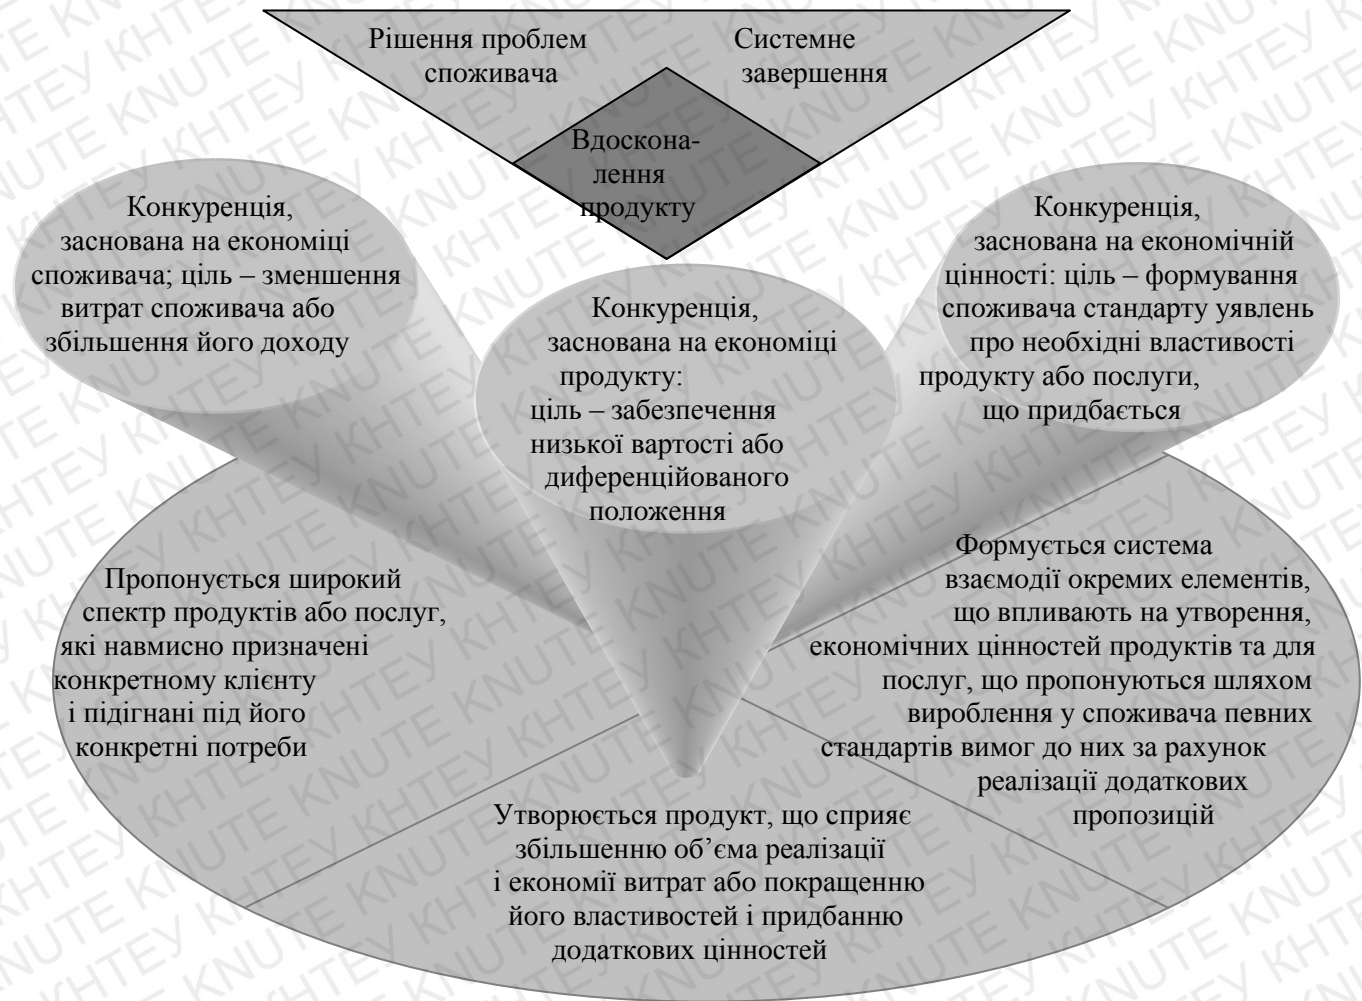 Рішення проблем
споживача
Системне
завершення
Вдоскона-
лення
продукту
Конкуренція,
заснована на економіці
споживача; ціль – зменшення
витрат споживача або
збільшення його доходу
Конкуренція,
заснована на економіці
продукту:
ціль – забезпечення
низької вартості або
диференційованого
положення
Конкуренція,
заснована на економічній
цінності: ціль – формування
споживача стандарту уявлень
про необхідні властивості
продукту або послуги,
що придбається
Пропонується широкий
спектр продуктів або послуг,
які навмисно призначені
конкретному клієнту
і підігнані під його
конкретні потреби
Утворюється продукт, що сприяє
збільшенню об’єма реалізації
і економії витрат або покращенню
його властивостей і придбанню
додаткових цінностей
Формується система
взаємодії окремих елементів,
що впливають на утворення,
економічних цінностей продуктів та для
послуг, що пропонуються шляхом
вироблення у споживача певних
стандартів вимог до них за рахунок
реалізації додаткових
пропозицій
KNUTE КНТЕУ